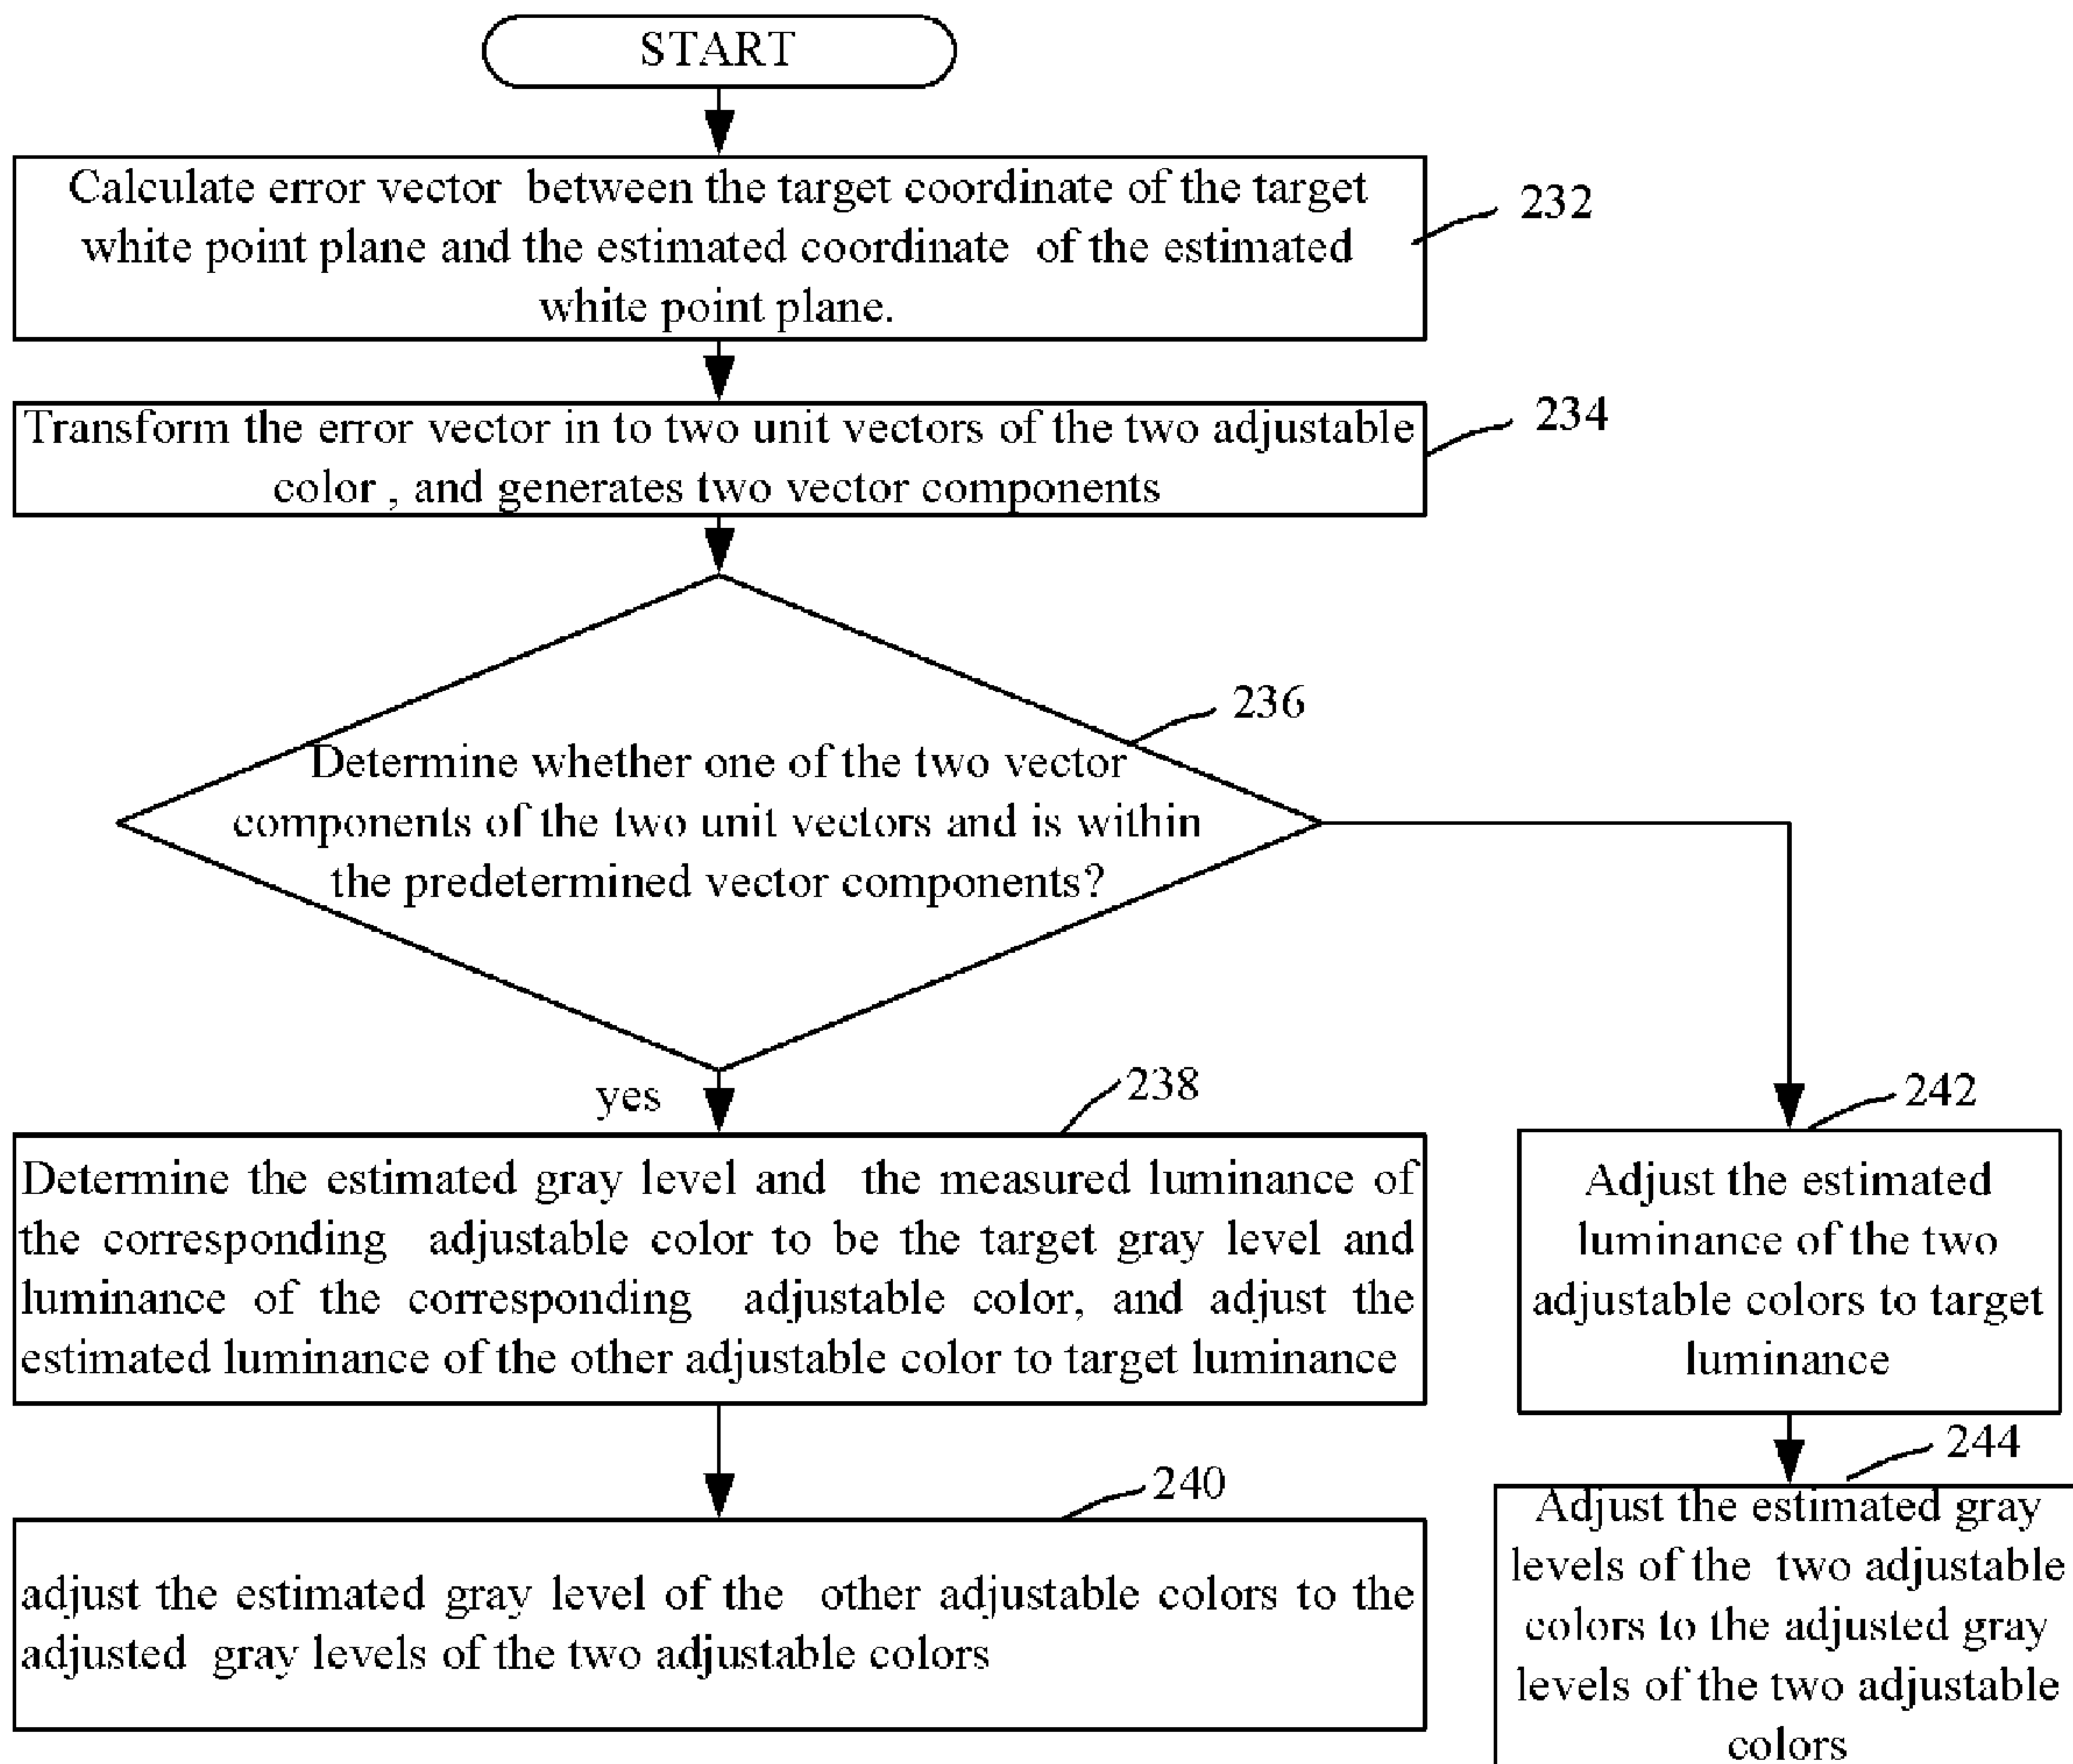 START
Calculate error vector between the target coordinate of the target
white point plane and the estimated coordinate of the estimated
white point plane.
232
Transform the error vector in to two unit vectors of the two adjustable
color , and generates two vector components
234
236
Determine whether one of the two vector
components of the two unit vectors and is within
the predetermined vector components?
yes
238
Determine the estimated gray level and the measured luminance of
the corresponding adjustable color to be the target gray level and
luminance of the corresponding adjustable color, and adjust the
estimated luminance of the other adjustable color to target luminance
240
adjust the estimated gray level of the other adjustable colors to the
adjusted gray levels of the two adjustable colors
242
Adjust the estimated
luminance of the two
adjustable colors to target
luminance
244
Adjust the estimated gray
levels of the two adjustable
colors to the adjusted gray
levels of the two adjustable
colors